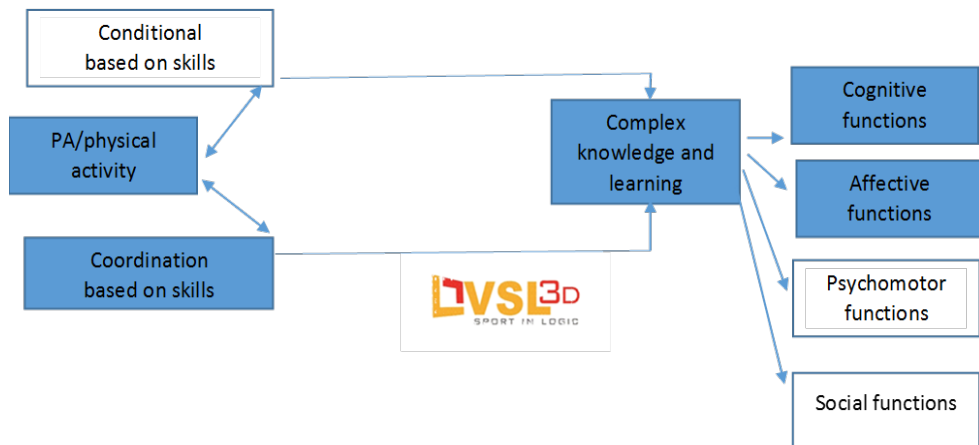 Conditional
based on skills
PA/physical
activity
Coordination
based on skills
Complex
knowledge and
learning
Cognitive
functions
Affective
functions
Psychomotor
functions
Social functions
VSL3D
SPORT IN LOGIC